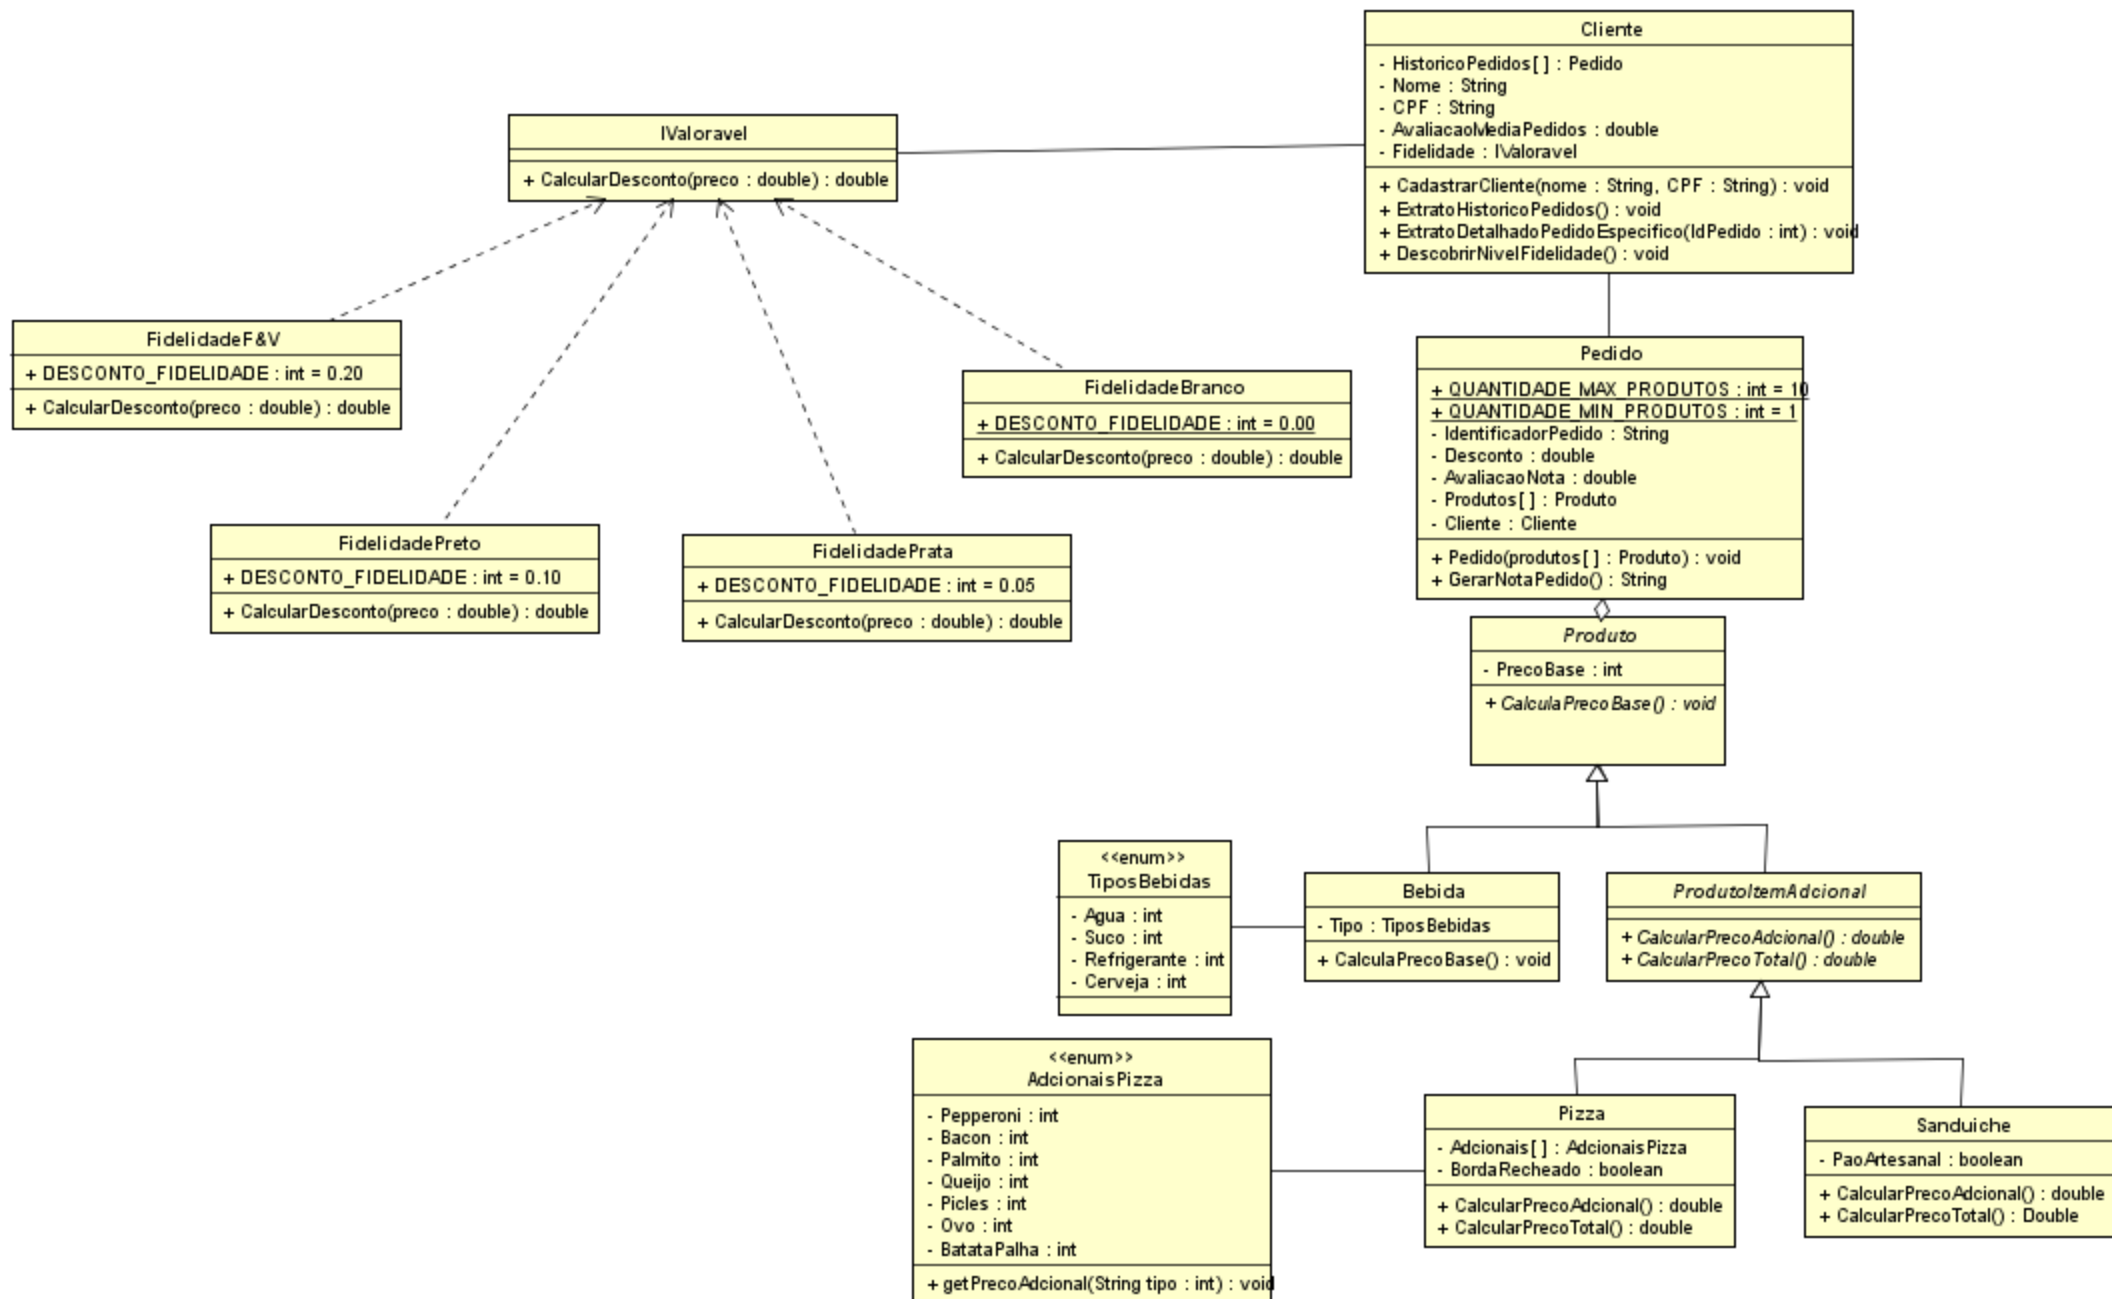 Cliente
- HistoricoPedidos[ ] : Pedido
- Nome : String
- CPF : String
- AvaliacaoMediaPedidos : double
- Fidelidade : IValoravel
+ CadastrarCliente(nome : String, CPF : String) : void
+ ExtratoHistoricoPedidos() : void
+ ExtratoDetalhadoPedidoEspecifico(IdPedido : int) : void
+ DescobrirNivelFidelidade() : void
IValoravel
+ CalcularDesconto(preco : double) : double
FidelidadeF&V
+ DESCONTO_FIDELIDADE : int = 0.20
+ CalcularDesconto(preco : double) : double
FidelidadeBranco
+ DESCONTO_FIDELIDADE : int = 0.00
+ CalcularDesconto(preco : double) : double
FidelidadePreto
+ DESCONTO_FIDELIDADE : int = 0.10
+ CalcularDesconto(preco : double) : double
FidelidadePrata
+ DESCONTO_FIDELIDADE : int = 0.05
+ CalcularDesconto(preco : double) : double
Pedido
+ QUANTIDADE_MAX_PRODUTOS : int = 10
+ QUANTIDADE_MIN_PRODUTOS : int = 1
- IdentificadorPedido : String
- Desconto : double
- AvaliacaoNota : double
- Produtos[ ] : Produto
- Cliente : Cliente
+ Pedido(produtos[ ] : Produto) : void
+ GerarNotaPedido() : String
Produto
- PrecoBase : int
+ CalculaPrecoBase() : void
<<enum>>
TiposBebidas
- Agua : int
- Suco : int
- Refrigerante : int
- Cerveja : int
Bebida
- Tipo : TiposBebidas
+ CalculaPrecoBase() : void
ProdutoItemAdcional
+ CalcularPrecoAdcional() : double
+ CalcularPrecoTotal() : double
<<enum>>
AdcionaisPizza
- Pepperoni : int
- Bacon : int
- Palmito : int
- Queijo : int
- Picles : int
- Ovo : int
- BatataPalha : int
+ getPrecoAdcional(String tipo : int) : void
Pizza
- Adcionais[ ] : AdcionaisPizza
- BordaRecheado : boolean
+ CalcularPrecoAdcional() : double
+ CalcularPrecoTotal() : double
Sanduiche
- PaoArtesanal : boolean
+ CalcularPrecoAdcional() : double
+ CalcularPrecoTotal() : Double